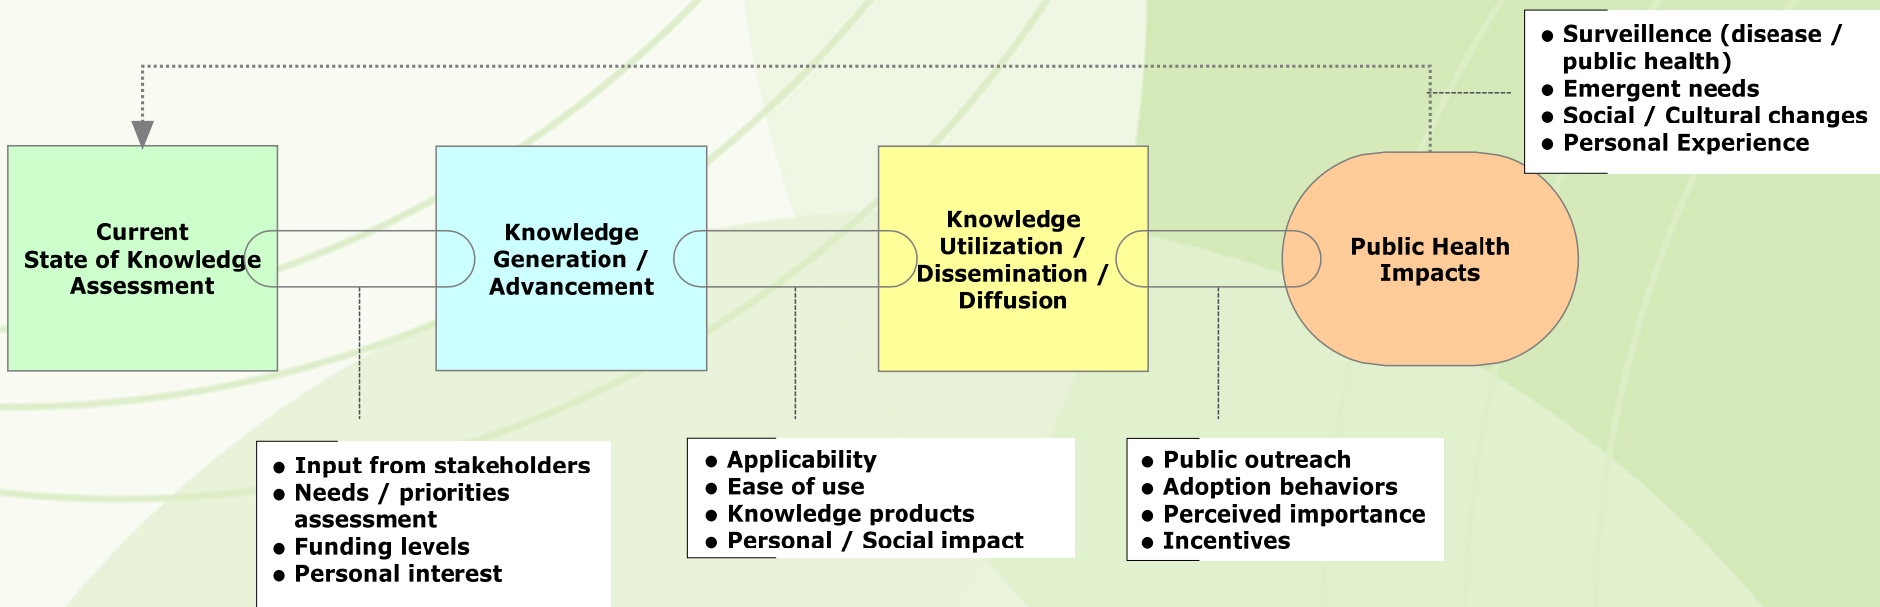 ● Surveillence (disease /
public health)
● Emergent needs
● Social / Cultural changes
● Personal Experience
Current
State of Knowledge
Assessment
Knowledge
Generation /
Advancement
Knowledge
Utilization /
Dissemination /
Diffusion
Public Health
Impacts
● Input from stakeholders
● Needs / priorities
assessment
● Funding levels
● Personal interest
● Applicability
● Ease of use
● Knowledge products
● Personal / Social impact
● Public outreach
● Adoption behaviors
● Perceived importance
● Incentives